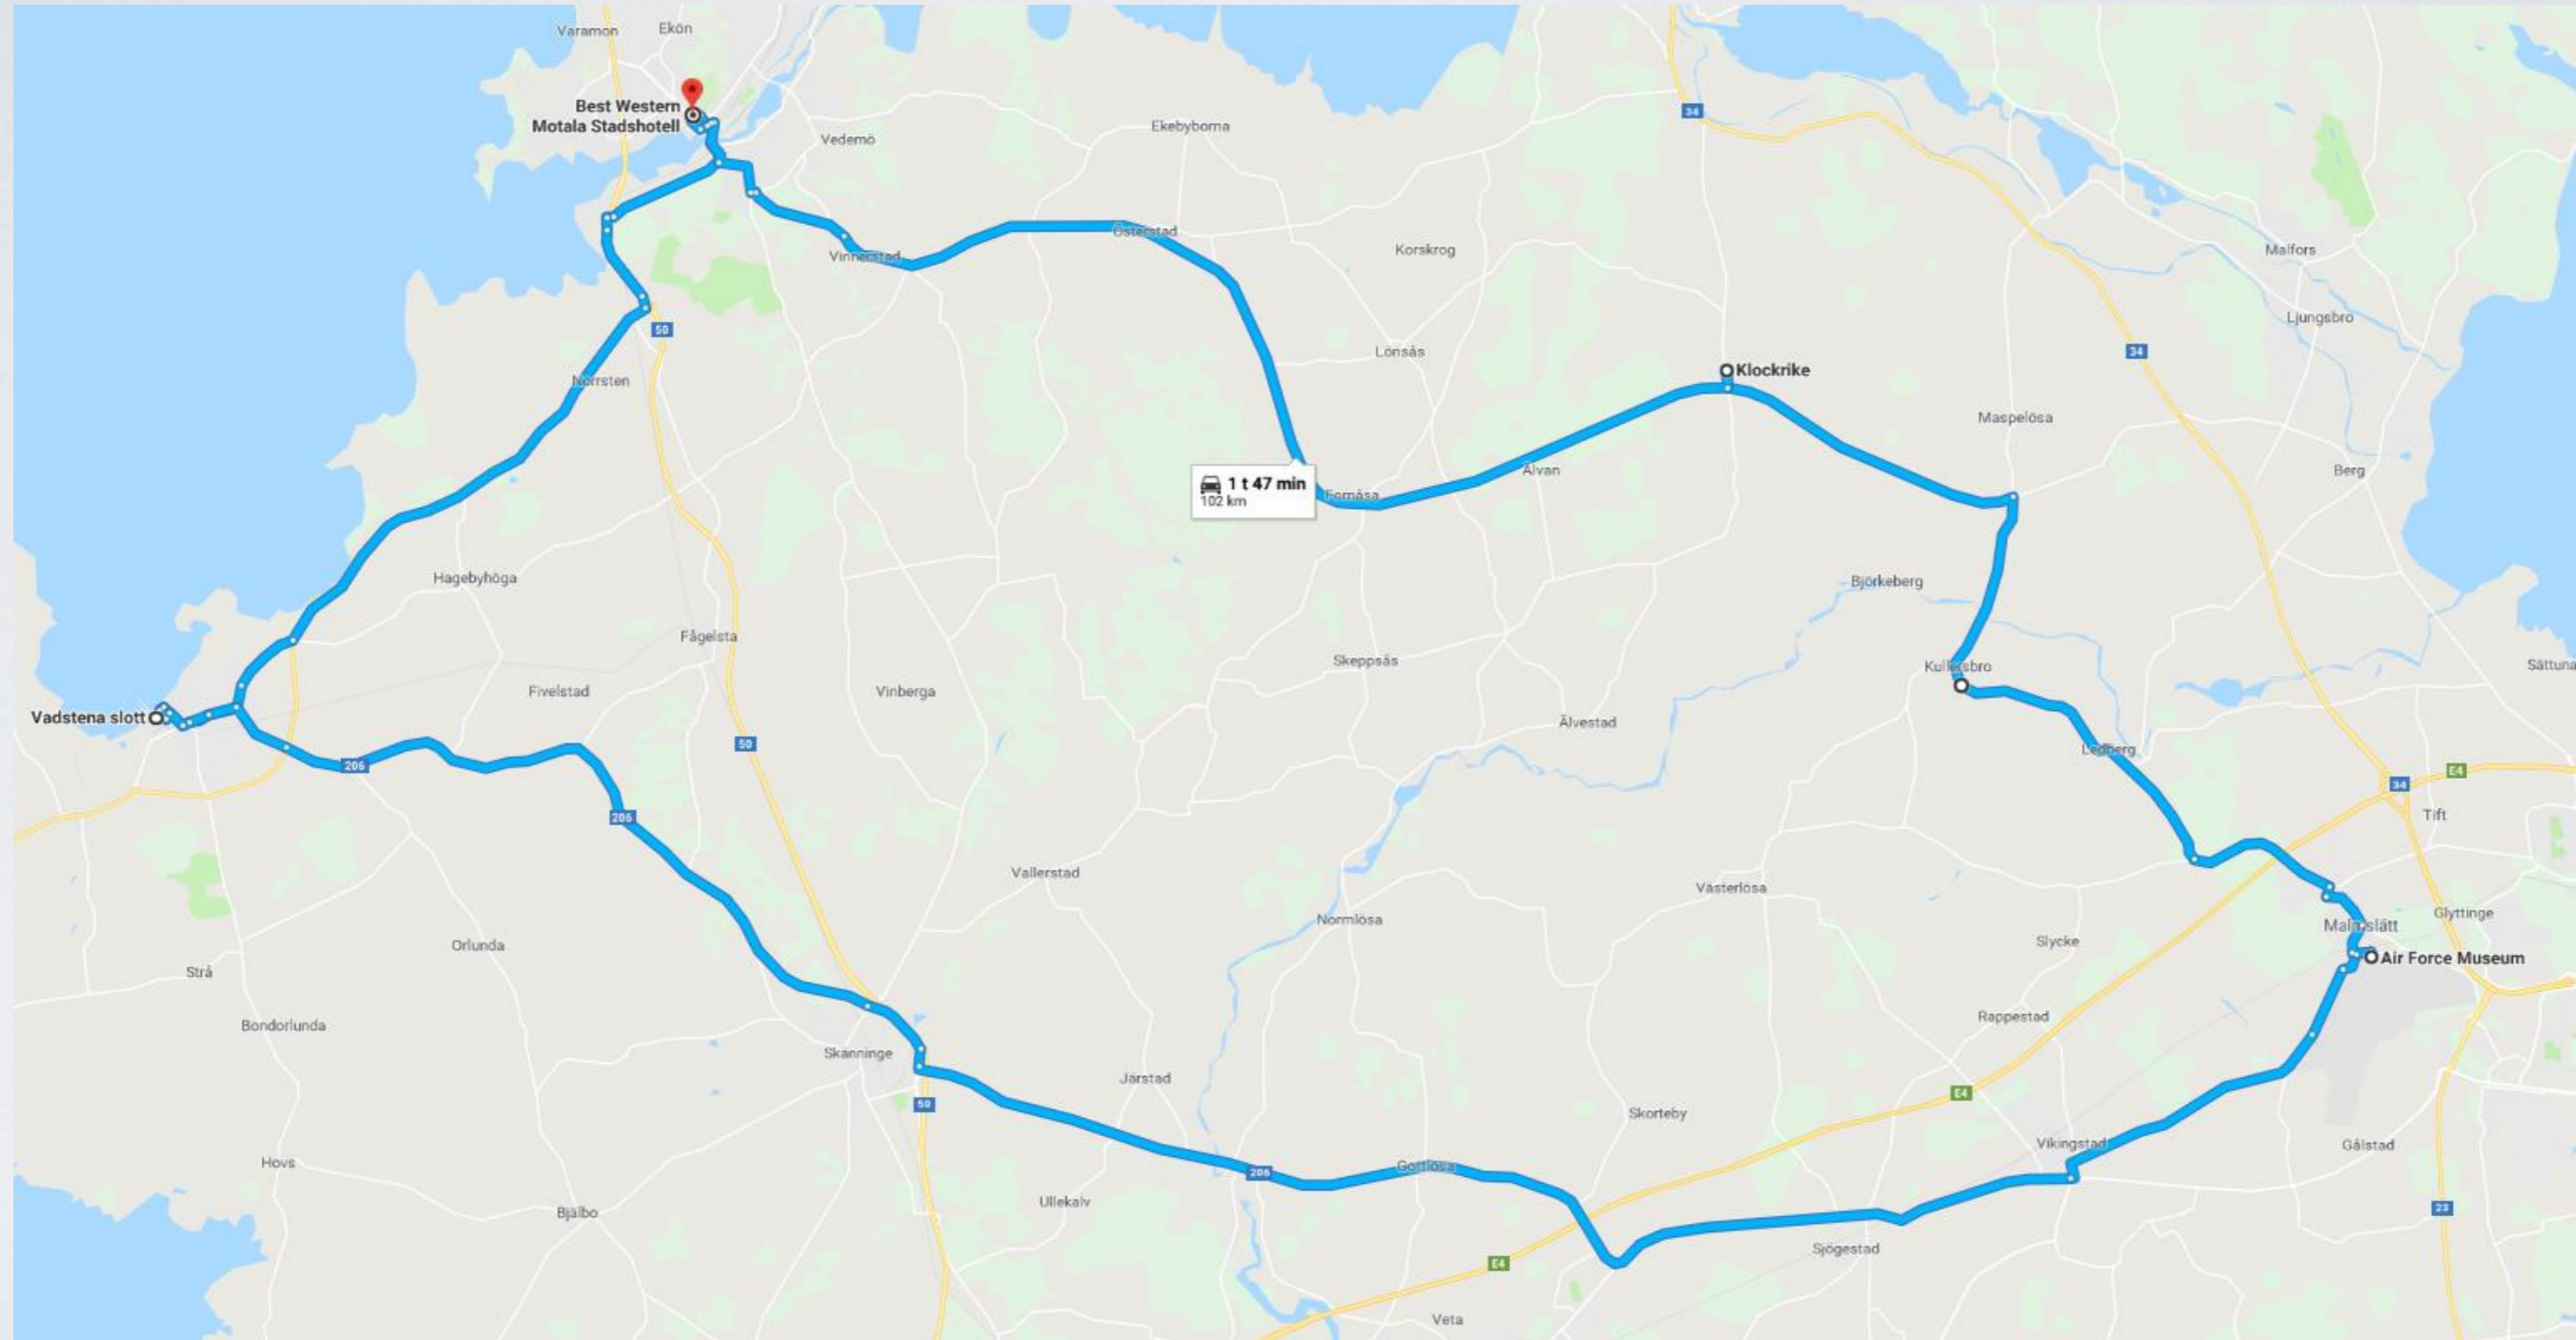 Varamon
Ekön
Best Western
Motala Stadshotell
Vedemö
Ekebyborna
34
Österstad
Vinnerstad
Korskrog
Malfors
Ljungsbro
50
34
Lönsås
Klockrike
Norrsten
Maspelösa
1 t 47 min
102 km
Fornåsa
Älvan
Berg
Hagebyhöga
Björkeberg
Fågelsta
Skeppsås
Kullersbro
Sättuna
Fivelstad
Vinberga
Vadstena slott
Älvestad
50
Ledberg
206
E4
34
206
Tift
Vallerstad
Västerlösa
Normlösa
Glyttinge
Malmslätt
Orlunda
Slycke
Air Force Museum
Strå
Rappestad
Bondorlunda
Skänninge
Järstad
E4
50
Skorteby
Vikingstad
Gålstad
Hovs
Gottlösa
206
Ullekalv
Bjälbo
23
Sjögestad
E4
Veta